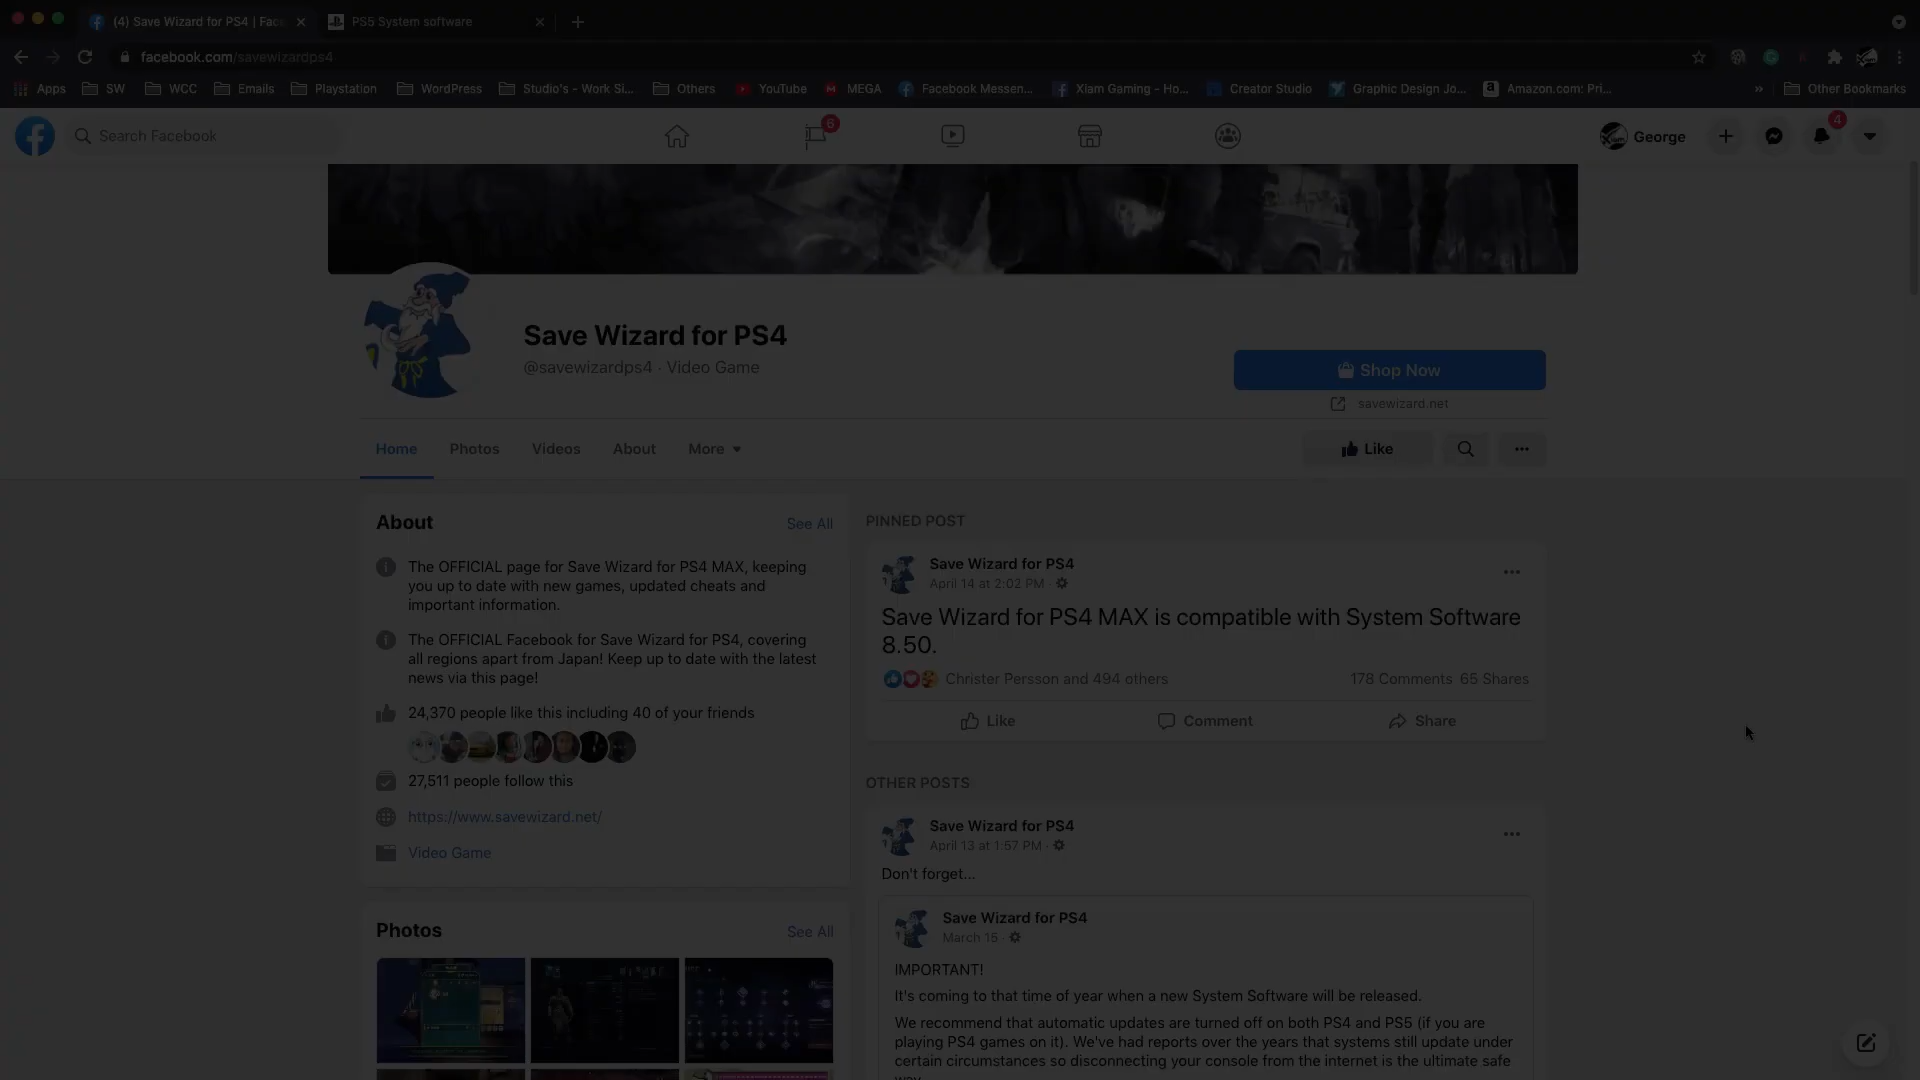 (4) Save Wizard for PS4 | Fac
PS5 System software
facebook.com/savewizardps4
Apps
SW
WCC
Emails
Playstation
WordPress
Studio's - Work Si...
Others
YouTube
MEGA
Facebook Messen...
Xiam Gaming - Ho...
Creator Studio
Graphic Design Jo...
Amazon.com: Pri...
»
Other Bookmarks
Search Facebook
6
George
4
Save Wizard for PS4
@savewizardps4 · Video Game
Shop Now
savewizard.net
Home
Photos
Videos
About
More
Like
About
See All
The OFFICIAL page for Save Wizard for PS4 MAX, keeping
you up to date with new games, updated cheats and
important information.
The OFFICIAL Facebook for Save Wizard for PS4, covering
all regions apart from Japan! Keep up to date with the latest
news via this page!
24,370 people like this including 40 of your friends
27,511 people follow this
https://www.savewizard.net/
Video Game
Photos
See All
PINNED POST
Save Wizard for PS4
April 14 at 2:02 PM ·
Save Wizard for PS4 MAX is compatible with System Software
8.50.
Christer Persson and 494 others
178 Comments 65 Shares
Like
Comment
Share
OTHER POSTS
Save Wizard for PS4
April 13 at 1:57 PM ·
Don't forget...
Save Wizard for PS4
March 15 ·
IMPORTANT!
It's coming to that time of year when a new System Software will be released.
We recommend that automatic updates are turned off on both PS4 and PS5 (if you are
playing PS4 games on it). We've had reports over the years that systems still update under
certain circumstances so disconnecting your console from the internet is the ultimate safe